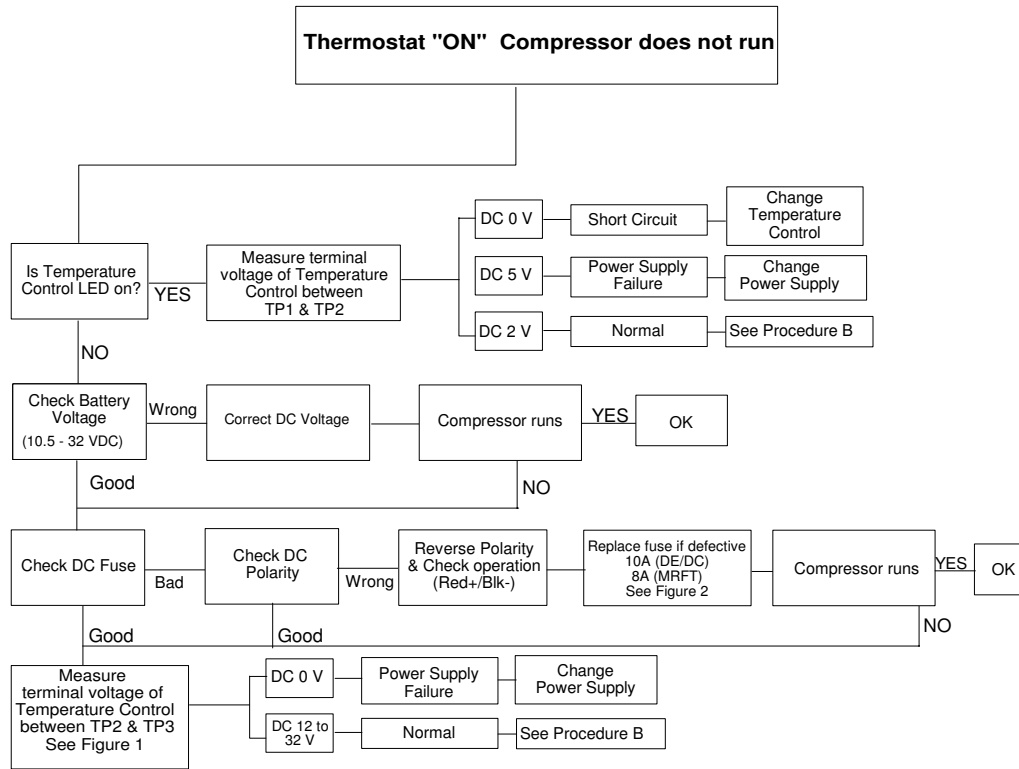 Thermostat "ON" Compressor does not run
Is Temperature
Control LED on?
YES
Measure terminal
voltage of Temperature
Control between
TP1 & TP2
DC 0 V
Short Circuit
Change
Temperature
Control
DC 5 V
Power Supply
Failure
Change
Power Supply
DC 2 V
Normal
See Procedure B
NO
Check Battery
Voltage
(10.5 - 32 VDC)
Wrong
Correct DC Voltage
Compressor runs
YES
OK
Good
NO
Check DC Fuse
Bad
Check DC
Polarity
Wrong
Reverse Polarity
& Check operation
(Red+/Blk-)
Replace fuse if defective
10A (DE/DC)
8A (MRFT)
See Figure 2
Compressor runs
YES
OK
Good
Good
NO
Measure
terminal voltage of
Temperature Control
between TP2 & TP3
See Figure 1
DC 0 V
Power Supply
Failure
Change
Power Supply
DC 12 to
32 V
Normal
See Procedure B